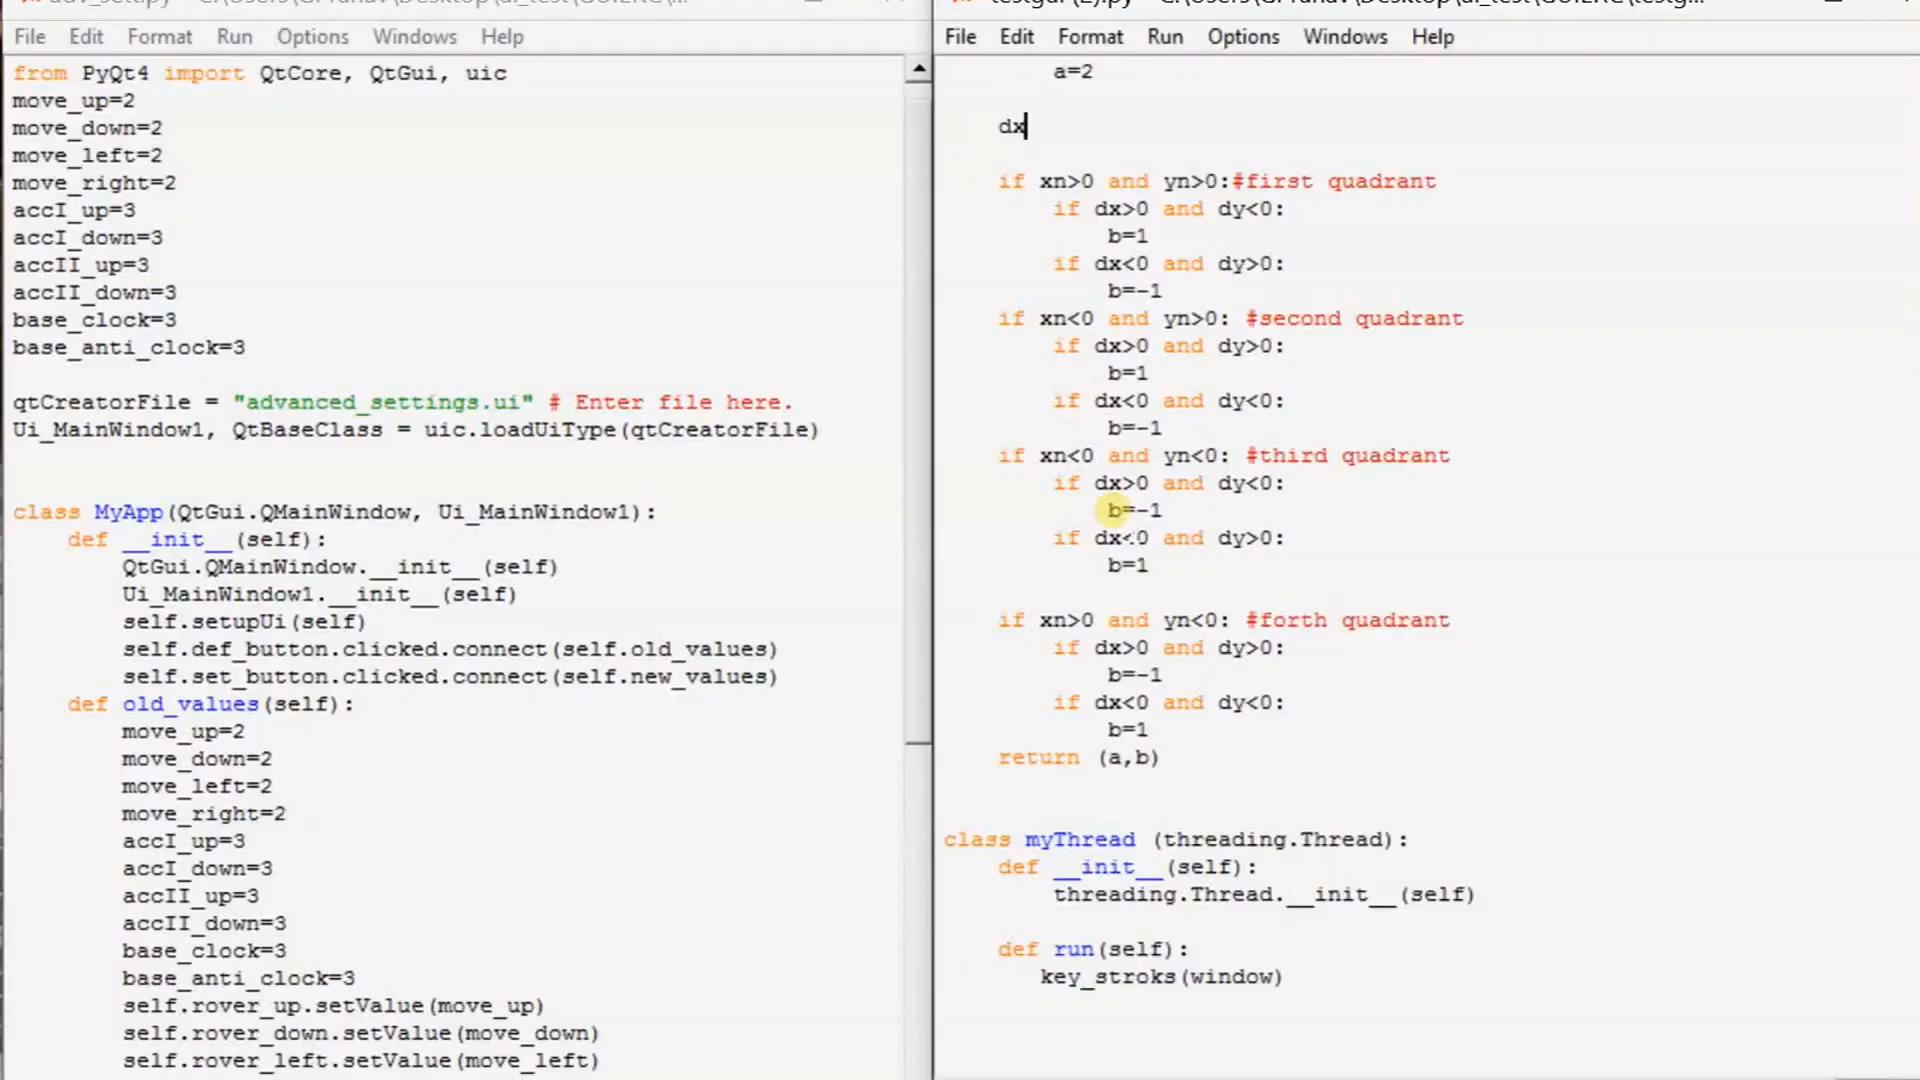 File Edit Format Run Options Windows Help
from PyQt4 import QtCore, QtGui, uic
move_up=2
move_down=2
move_left=2
move_right=2
accI_up=3
accI_down=3
accII_up=3
accII_down=3
base_clock=3
base_anti_clock=3
qtCreatorFile = "advanced_settings.ui" # Enter file here.
Ui_MainWindow1, QtBaseClass = uic.loadUiType(qtCreatorFile)
class MyApp(QtGui.QMainWindow, Ui_MainWindow1):
def __init__(self):
QtGui.QMainWindow.__init__(self)
Ui_MainWindow1.__init__(self)
self.setupUi(self)
self.def_button.clicked.connect(self.old_values)
self.set_button.clicked.connect(self.new_values)
def old_values(self):
move_up=2
move_down=2
move_left=2
move_right=2
accI_up=3
accI_down=3
accII_up=3
accII_down=3
base_clock=3
base_anti_clock=3
self.rover_up.setValue(move_up)
self.rover_down.setValue(move_down)
self.rover_left.setValue(move_left)
File Edit Format Run Options Windows Help
a=2
dx
if xn>0 and yn>0:#first quadrant
if dx>0 and dy<0:
b=1
if dx<0 and dy>0:
b=-1
if xn<0 and yn>0: #second quadrant
if dx>0 and dy>0:
b=1
if dx<0 and dy<0:
b=-1
if xn<0 and yn<0: #third quadrant
if dx>0 and dy<0:
b=-1
if dx<0 and dy>0:
b=1
if xn>0 and yn<0: #forth quadrant
if dx>0 and dy>0:
b=-1
if dx<0 and dy<0:
b=1
return (a,b)
class myThread (threading.Thread):
def __init__(self):
threading.Thread.__init__(self)
def run(self):
key_stroks(window)